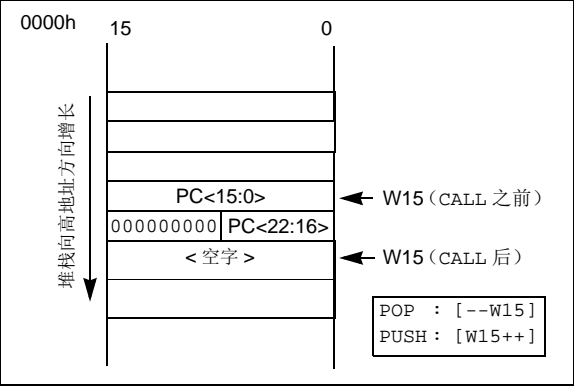 0000h
15 0
堆栈向高地址方向增长
PC<15:0>
W15（CALL 之前）
000000000 PC<22:16>
< 空字 >
W15（CALL 后）
POP : [--W15]
PUSH : [W15++]